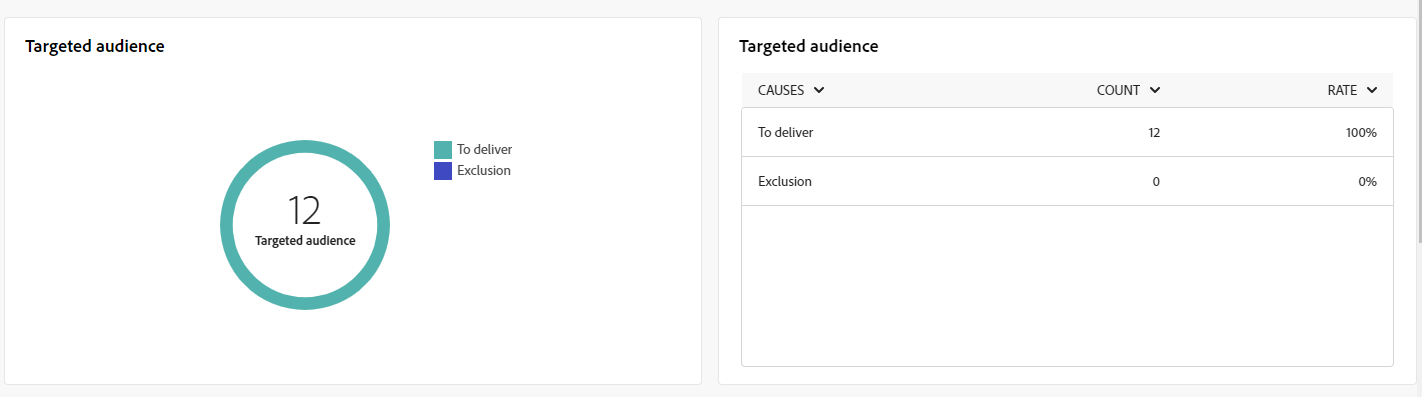 Targeted audience
To deliver
Exclusion
12
Targeted audience
Targeted audience
CAUSES COUNT RATE
To deliver 12 100%
Exclusion 0 0%